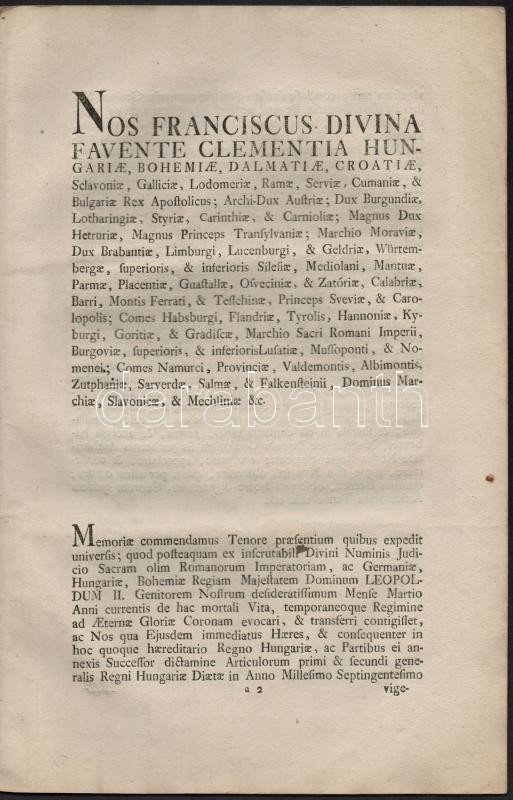 NOS FRANCISCUS DIVINA
FAVENTE CLEMENTIA HUN-
GARIÆ, BOHEMIÆ, DALMATIÆ, CROATIÆ,
Sclavoniæ, Galliciæ, Lodomeriæ, Ramæ, Serviæ, Cumaniæ, &
Bulgariæ Rex Apoſtolicus; Archi-Dux Auſtriæ; Dux Burgundiæ,
Lotharingiæ, Styriæ, Carinthiæ, & Carnioliæ; Magnus Dux
Hetruriæ, Magnus Princeps Tranſylvaniæ; Marchio Moraviæ,
Dux Brabantiæ, Limburgi, Lucenburgi, & Geldriæ, Würtem-
bergæ, ſuperioris, & inferioris Sileſiæ, Mediolani, Mantuæ,
Parmæ, Placentiæ, Guaſtallæ, Osveciniæ, & Zatóriæ, Calabriæ,
Barri, Montis Ferrati, & Teſſchinæ, Princeps Sveviæ, & Caro-
lopolis; Comes Habsburgi, Flandriæ, Tyrolis, Hannoniæ, Ky-
burgi, Goritiæ, & Gradiſcæ, Marchio Sacri Romani Imperii,
Burgoviæ, ſuperioris, & inferiorisLuſatiæ, Muſſoponti, & No-
menei; Comes Namurci, Provinciæ, Valdemontis, Albimontis,
Zutphaniæ, Sarverdæ, Salmæ, & Falkenſteinii, Dominus Mar-
chiæ, Slavonicæ, & Mechliniæ &c.
darabanth
Memoriæ commendamus Tenore præſentium quibus expedit
univerſis; quod poſteaquam ex inſcrutabili Divini Numinis Judi-
cio Sacram olim Romanorum Imperatoriam, ac Germaniæ,
Hungariæ, Bohemiæ Regiam Majeſtatem Dominum LEOPOL-
DUM II. Genitorem Noſtrum deſideratiſſimum Menſe Martio
Anni currentis de hac mortali Vita, temporaneoque Regimine
ad Æternæ Gloriæ Coronam evocari, & transferri contigiſſet,
ac Nos qua Ejusdem immediatus Hæres, & conſequenter in
hoc quoque hæreditario Regno Hungariæ, ac Partibus ei an-
nexis Succeſſor dictamine Articulorum primi & ſecundi gene-
ralis Regni Hungariæ Diætæ in Anno Milleſimo Septingenteſimo
a 2 vige-